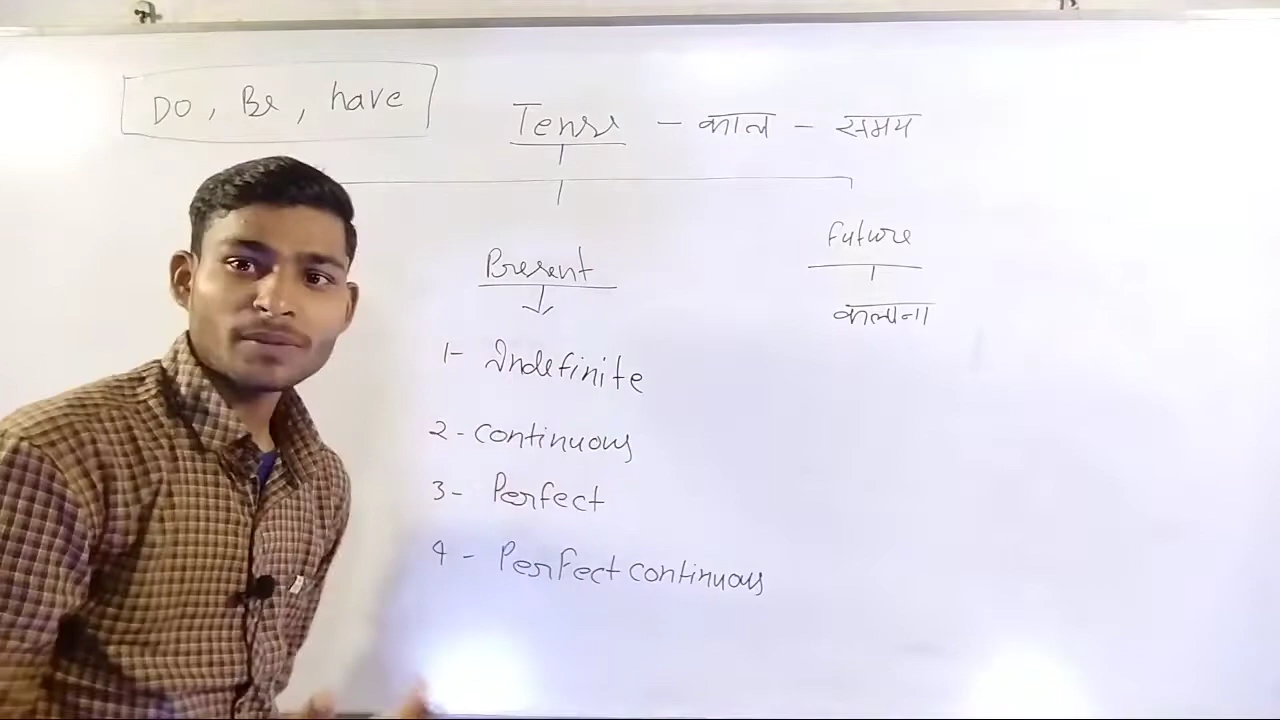 DO, Be, have
Tense - काल - समय
Present
Future
कल्पना
1- Indefinite
2- continuous
3- Perfect
4- Perfect continuous